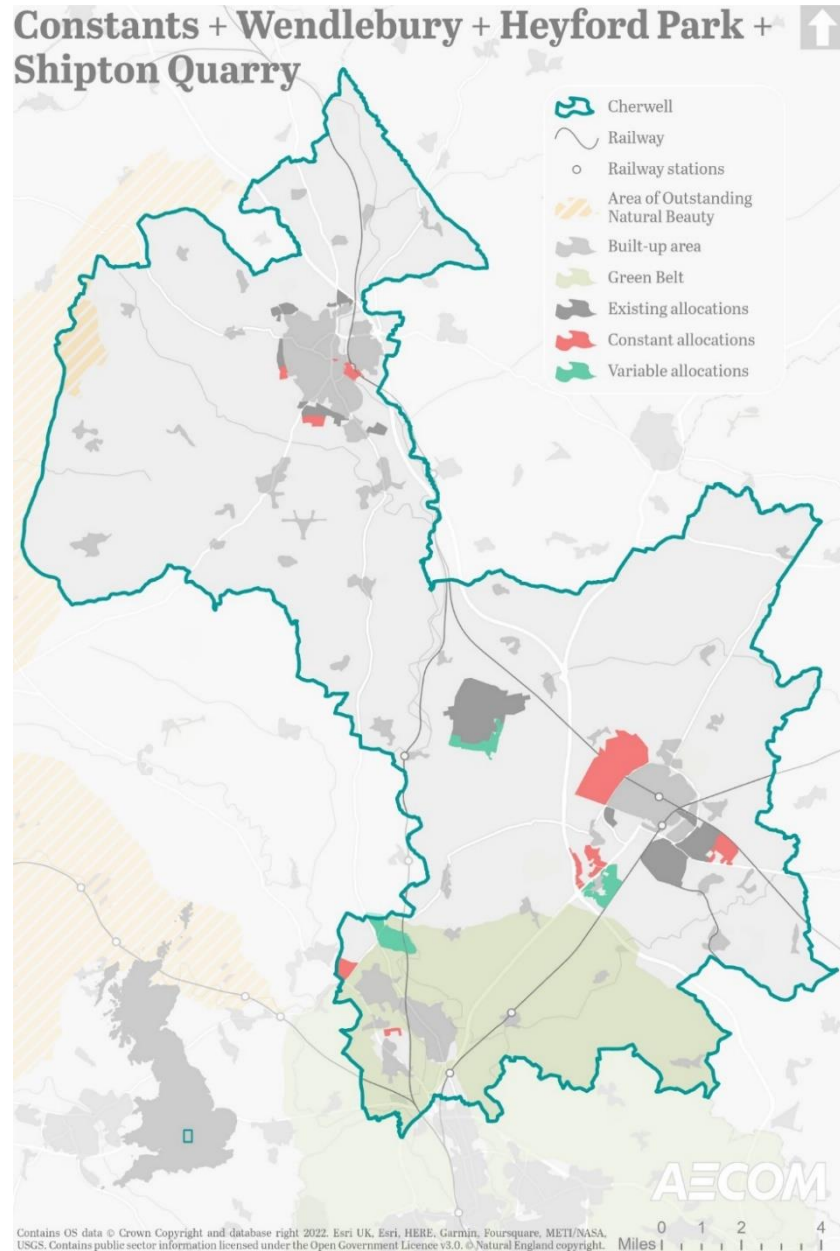 Constants + Wendlebury + Heyford Park +
Shipton Quarry
Cherwell
Railway
Railway stations
Area of Outstanding
Natural Beauty
Built-up area
Green Belt
Existing allocations
Constant allocations
Variable allocations
AECOM
0 1 2 4
Miles
Contains OS data © Crown Copyright and database right 2022. Esri UK, Esri, HERE, Garmin, Foursquare, METI/NASA,
USGS. Contains public sector information licensed under the Open Government Licence v3.0. © Natural England copyright.